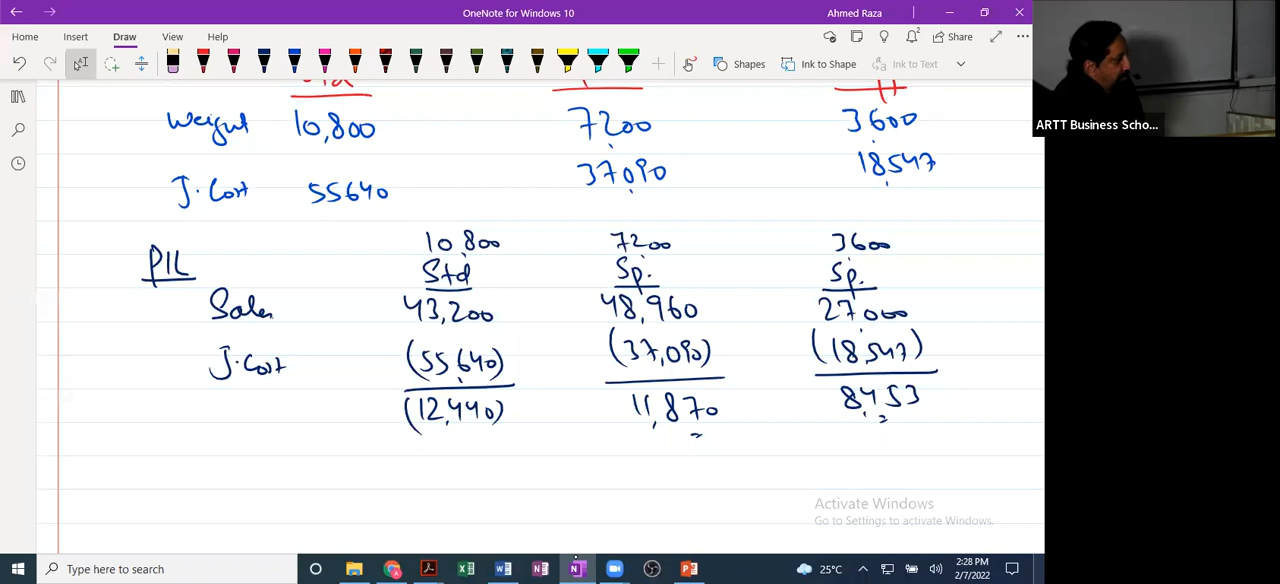 OneNote for Windows 10
Ahmed Raza
Home Insert Draw View Help
Share
Shapes Ink to Shape Ink to Text
ARTT Business Scho...
Weight 10,800 7200 3600
J. Cost 55640 37,090 18,547
P/L
10,800 7200 3600
Std Sp. Sp.
Sales 43,200 48,960 27,000
J. Cost (55,640) (37,090) (18,547)
(12,440) 11,870 8453
Activate Windows
Go to Settings to activate Windows.
Type here to search
25°C
2:28 PM
2/7/2022